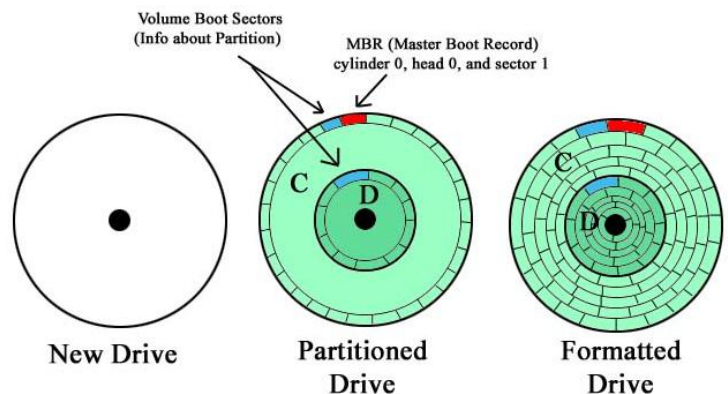 Volume Boot Sectors
(Info about Partition)
MBR (Master Boot Record)
cylinder 0, head 0, and sector 1
C
D
C
D
New Drive
Partitioned
Drive
Formatted
Drive